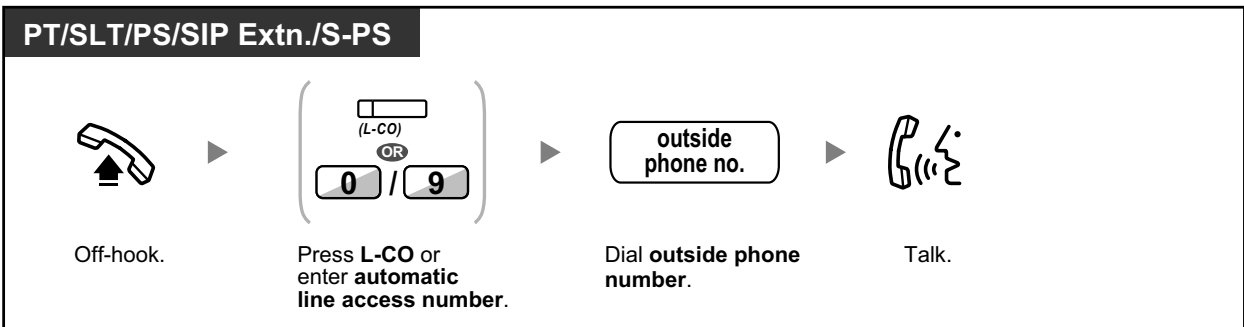 PT/SLT/PS/SIP Extn./S-PS
(L-CO)
OR
0 / 9
outside
phone no.
Off-hook.
Press L-CO or
enter automatic
line access number.
Dial outside phone
number.
Talk.